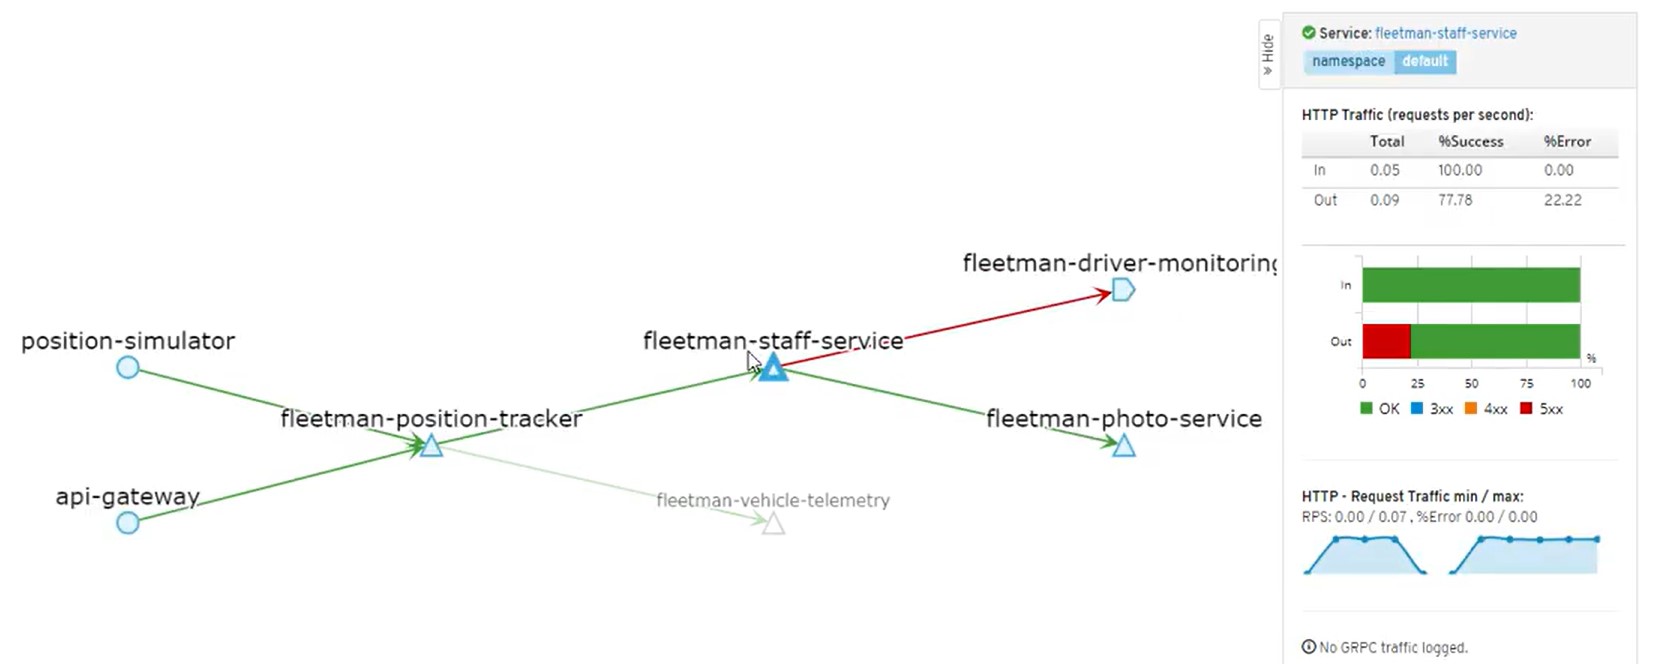 Hide
Service: fleetman-staff-service
namespace default
HTTP Traffic (requests per second):
Total %Success %Error
In 0.05 100.00 0.00
Out 0.09 77.78 22.22
fleetman-driver-monitoring
In
position-simulator
fleetman-staff-service
Out
%
0 25 50 75 100
OK 3xx 4xx 5xx
fleetman-position-tracker
fleetman-photo-service
api-gateway
fleetman-vehicle-telemetry
HTTP - Request Traffic min / max:
RPS: 0.00 / 0.07 , %Error 0.00 / 0.00
No GRPC traffic logged.